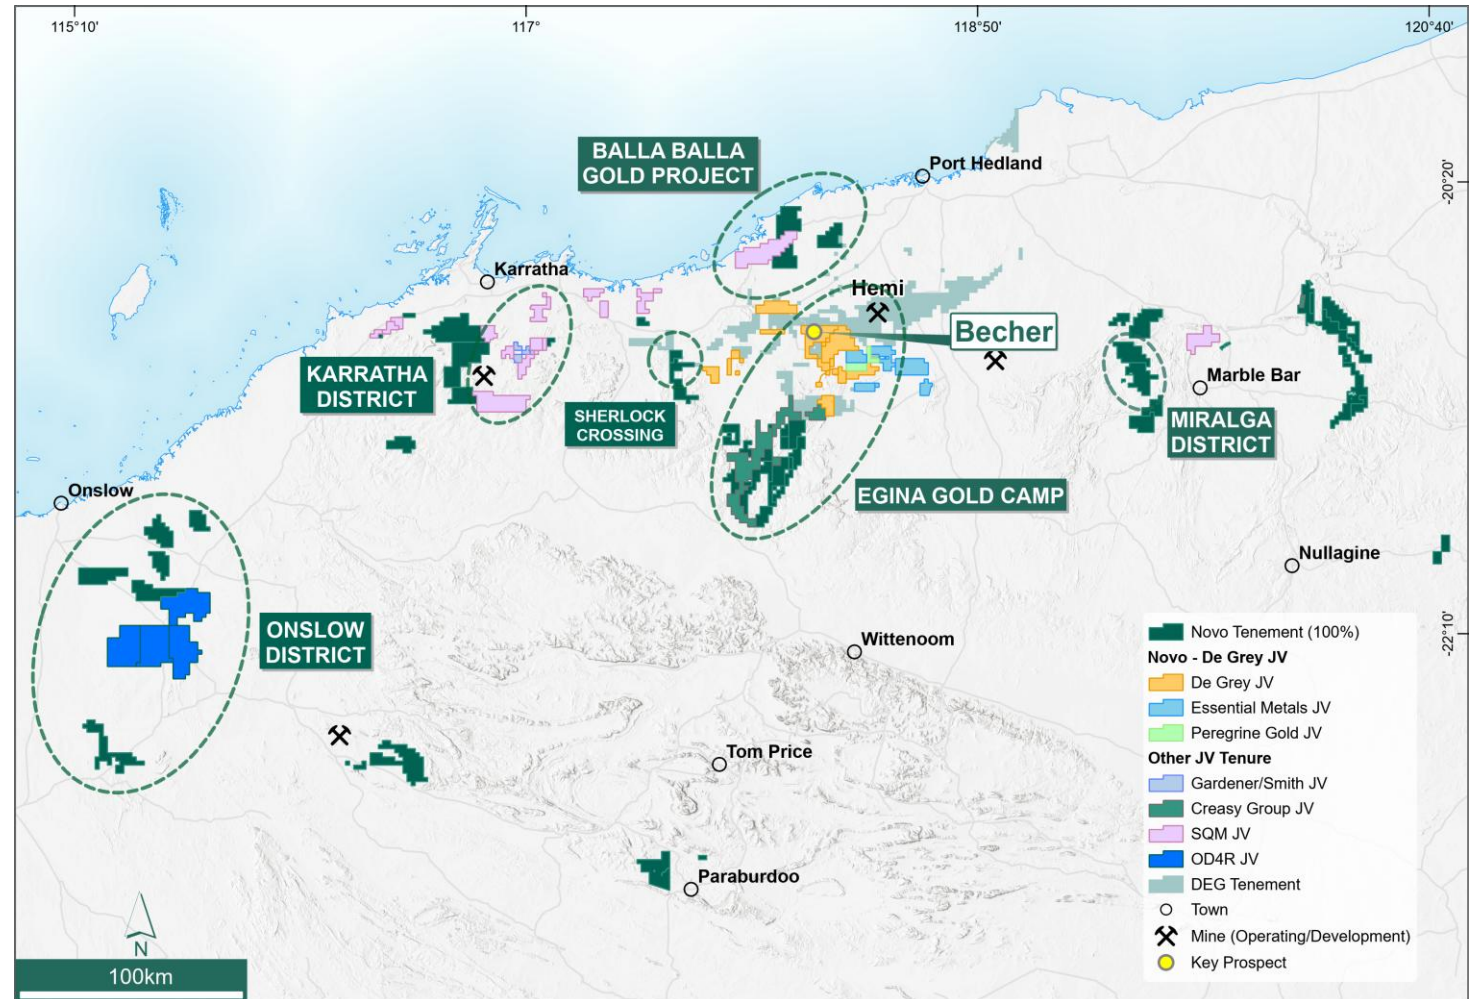 115°10'
117°
118°50'
120°40'
BALLA BALLA
GOLD PROJECT
Port Hedland
-20°20'
Karratha
Hemi
Becher
KARRATHA
DISTRICT
SHERLOCK
CROSSING
Marble Bar
MIRALGA
DISTRICT
EGINA GOLD CAMP
Onslow
Nullagine
ONSLOW
DISTRICT
Wittenoom
-22°10'
Tom Price
Paraburdoo
Novo Tenement (100%)
Novo - De Grey JV
De Grey JV
Essential Metals JV
Peregrine Gold JV
Other JV Tenure
Gardener/Smith JV
Creasy Group JV
SQM JV
OD4R JV
DEG Tenement
Town
Mine (Operating/Development)
Key Prospect
N
100km